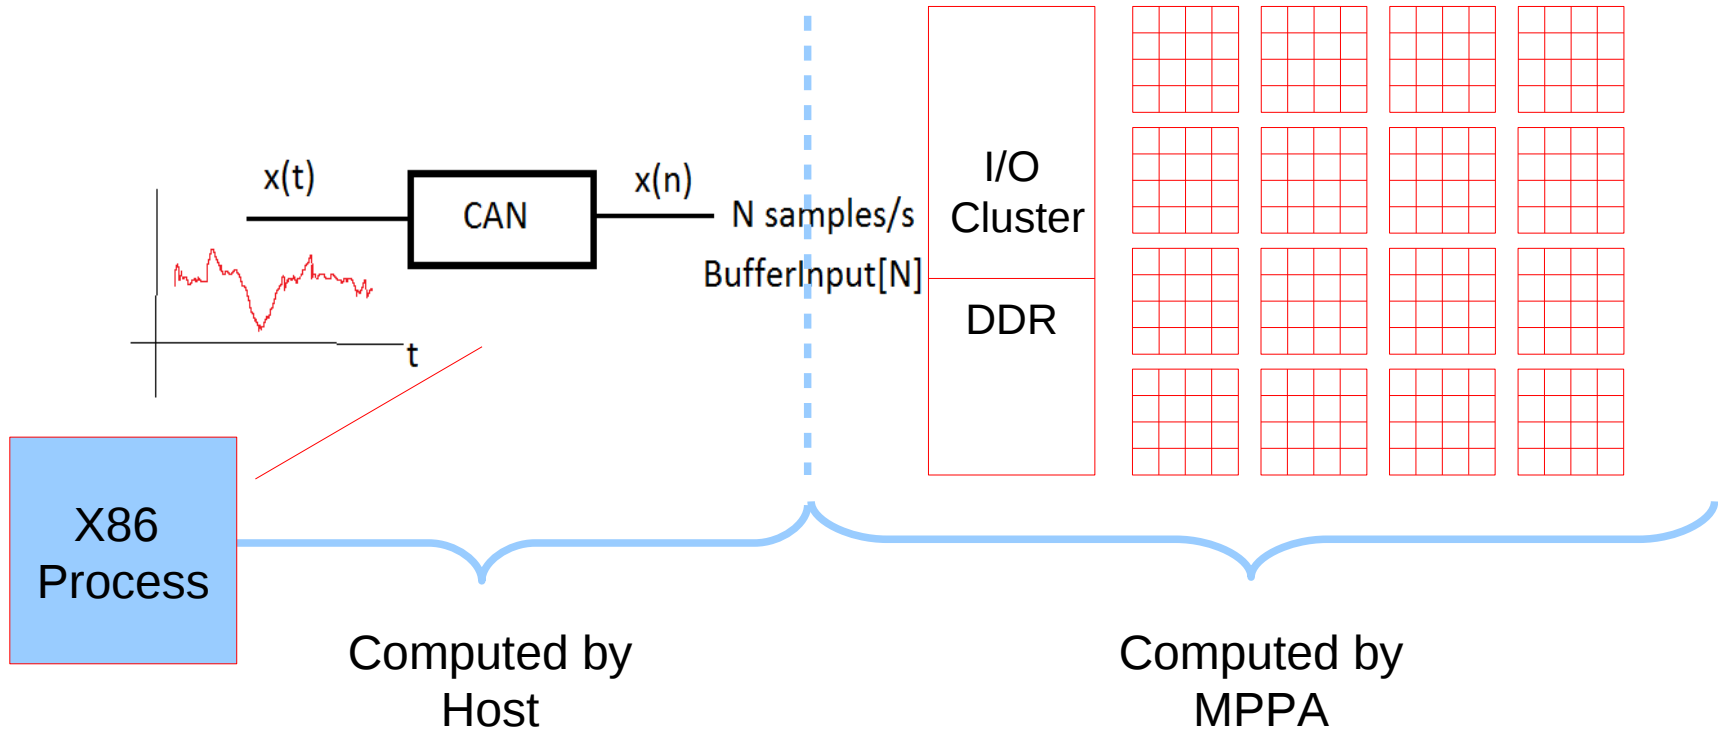 x(t)
CAN
x(n)
N samples/s
BufferInput[N]
t
X86
Process
I/O
Cluster
DDR
Computed by
Host
Computed by
MPPA